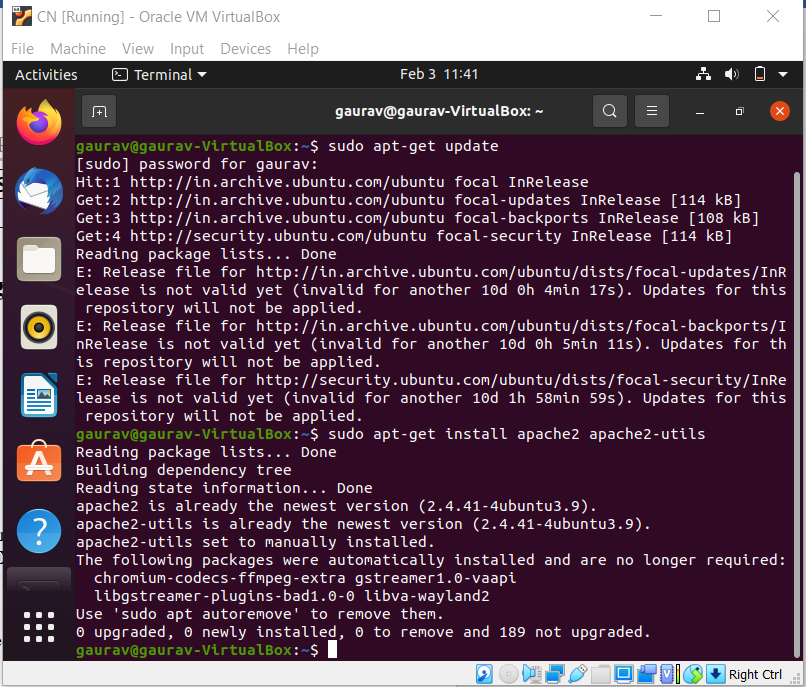 CN [Running] - Oracle VM VirtualBox
File Machine View Input Devices Help
Activities Terminal Feb 3 11:41
gaurav@gaurav-VirtualBox: ~
gaurav@gaurav-VirtualBox:~$ sudo apt-get update
[sudo] password for gaurav:
Hit:1 http://in.archive.ubuntu.com/ubuntu focal InRelease
Get:2 http://in.archive.ubuntu.com/ubuntu focal-updates InRelease [114 kB]
Get:3 http://in.archive.ubuntu.com/ubuntu focal-backports InRelease [108 kB]
Get:4 http://security.ubuntu.com/ubuntu focal-security InRelease [114 kB]
Reading package lists... Done
E: Release file for http://in.archive.ubuntu.com/ubuntu/dists/focal-updates/InR
elease is not valid yet (invalid for another 10d 0h 4min 17s). Updates for this
repository will not be applied.
E: Release file for http://in.archive.ubuntu.com/ubuntu/dists/focal-backports/I
nRelease is not valid yet (invalid for another 10d 0h 5min 11s). Updates for th
is repository will not be applied.
E: Release file for http://security.ubuntu.com/ubuntu/dists/focal-security/InRe
lease is not valid yet (invalid for another 10d 1h 58min 59s). Updates for this
repository will not be applied.
gaurav@gaurav-VirtualBox:~$ sudo apt-get install apache2 apache2-utils
Reading package lists... Done
Building dependency tree
Reading state information... Done
apache2 is already the newest version (2.4.41-4ubuntu3.9).
apache2-utils is already the newest version (2.4.41-4ubuntu3.9).
apache2-utils set to manually installed.
The following packages were automatically installed and are no longer required:
chromium-codecs-ffmpeg-extra gstreamer1.0-vaapi
libgstreamer-plugins-bad1.0-0 libva-wayland2
Use 'sudo apt autoremove' to remove them.
0 upgraded, 0 newly installed, 0 to remove and 189 not upgraded.
gaurav@gaurav-VirtualBox:~$
Right Ctrl